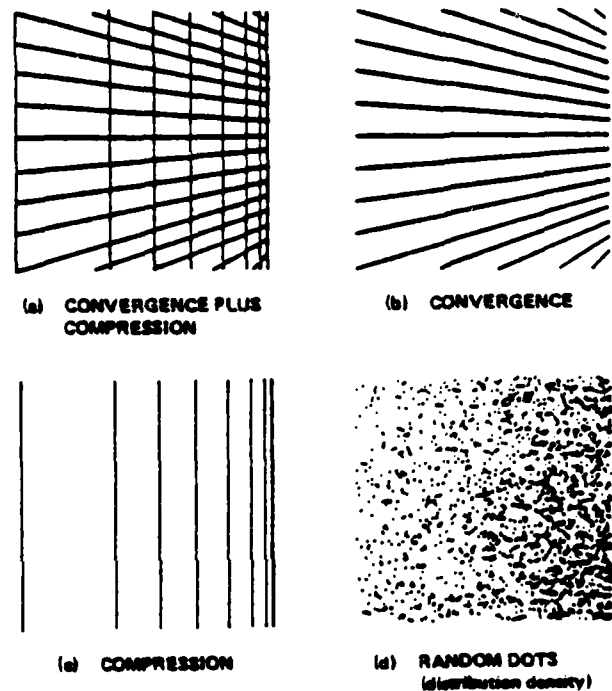 (a) CONVERGENCE PLUS
COMPRESSION
(b) CONVERGENCE
(c) COMPRESSION
(d) RANDOM DOTS
(distribution density)